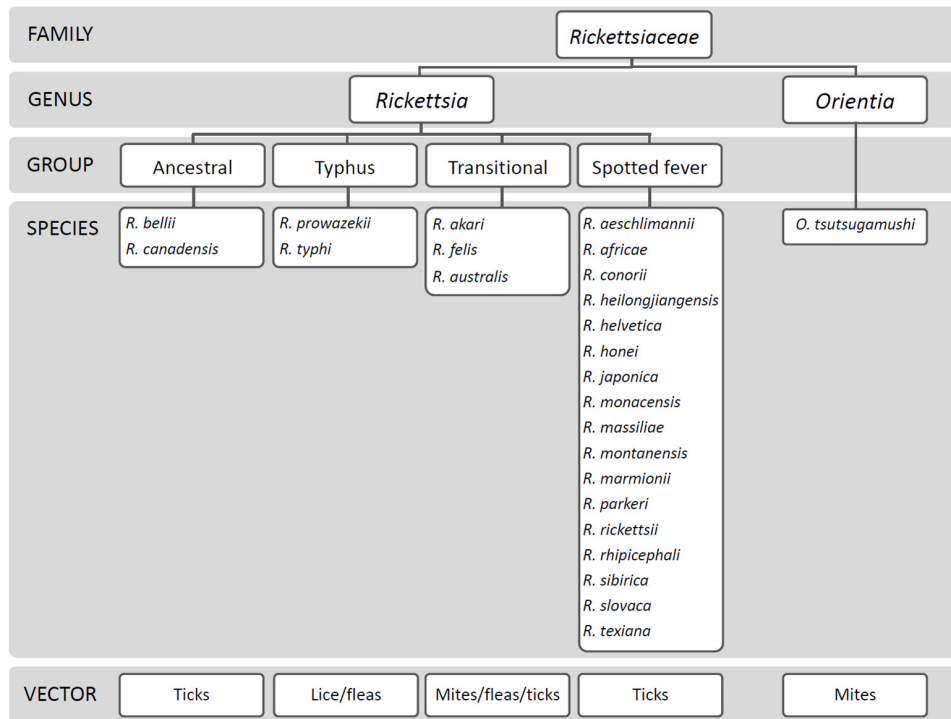 FAMILY
Rickettsiaceae
GENUS
Rickettsia
Orientia
GROUP
Ancestral
Typhus
Transitional
Spotted fever
SPECIES
R. bellii
R. canadensis
R. prowazekii
R. typhi
R. akari
R. felis
R. australis
R. aeschlimannii
R. africae
R. conorii
R. heilongjiangensis
R. helvetica
R. honei
R. japonica
R. monacensis
R. massiliae
R. montanensis
R. marmionii
R. parkeri
R. rickettsii
R. rhipicephali
R. sibirica
R. slovaca
R. texiana
O. tsutsugamushi
VECTOR
Ticks
Lice/fleas
Mites/fleas/ticks
Ticks
Mites